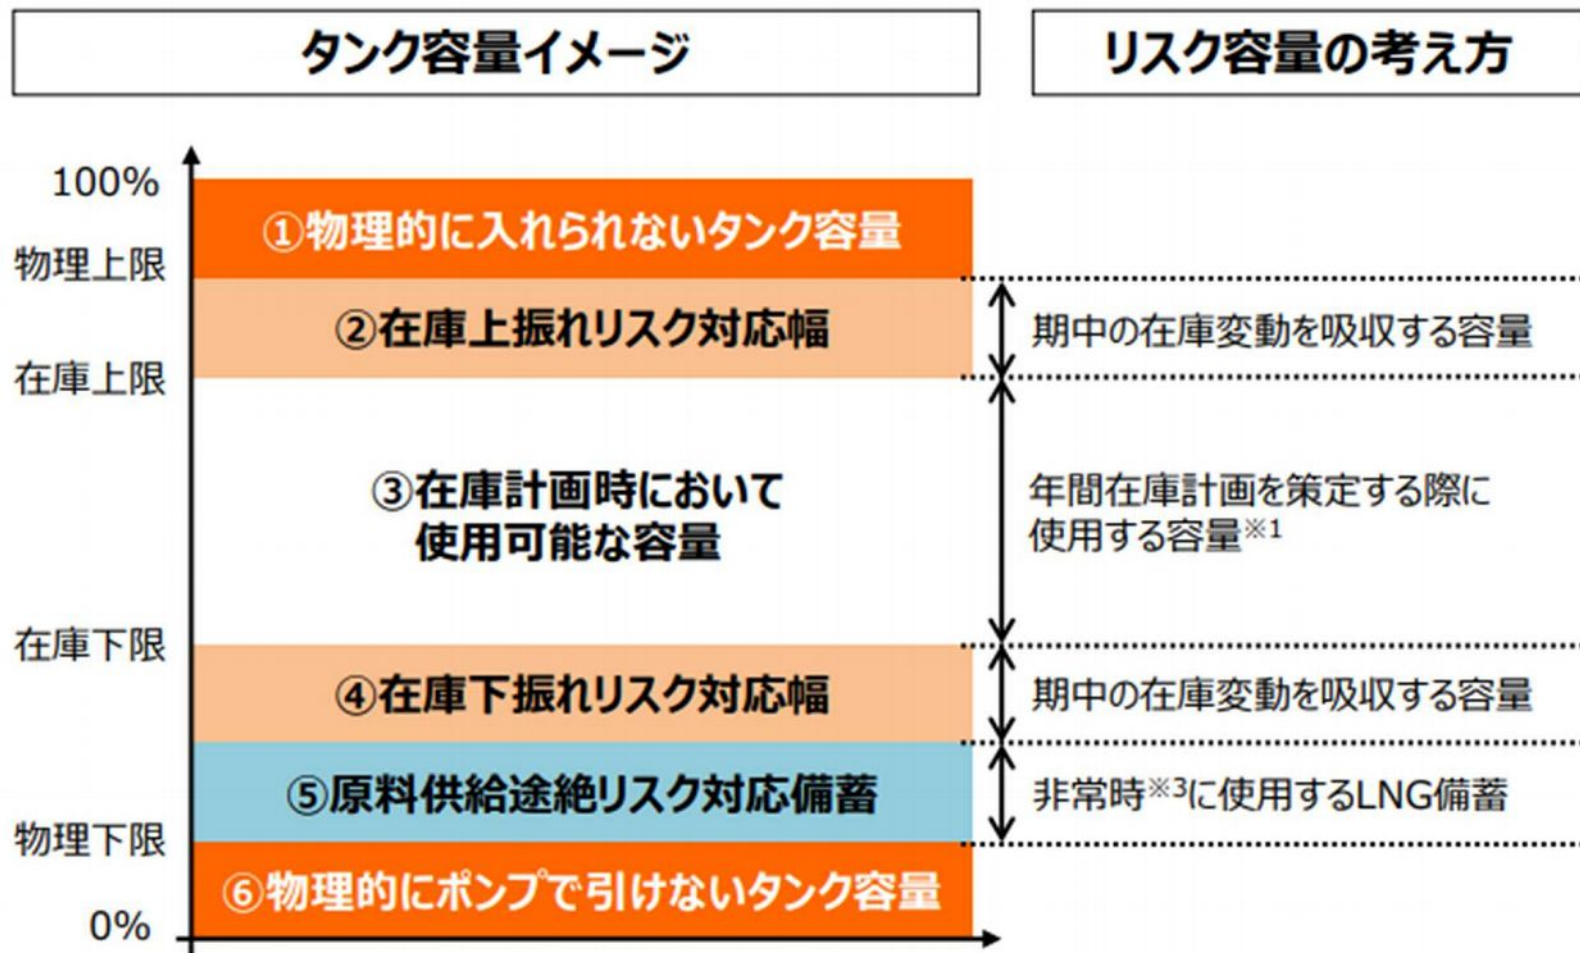 タンク容量イメージ
リスク容量の考え方
100%
①物理的に入れられないタンク容量
物理上限
②在庫上振れリスク対応幅
期中の在庫変動を吸収する容量
在庫上限
③在庫計画時において
使用可能な容量
年間在庫計画を策定する際に
使用する容量※1
在庫下限
④在庫下振れリスク対応幅
期中の在庫変動を吸収する容量
⑤原料供給途絶リスク対応備蓄
非常時※3に使用するLNG備蓄
物理下限
⑥物理的にポンプで引けないタンク容量
0%